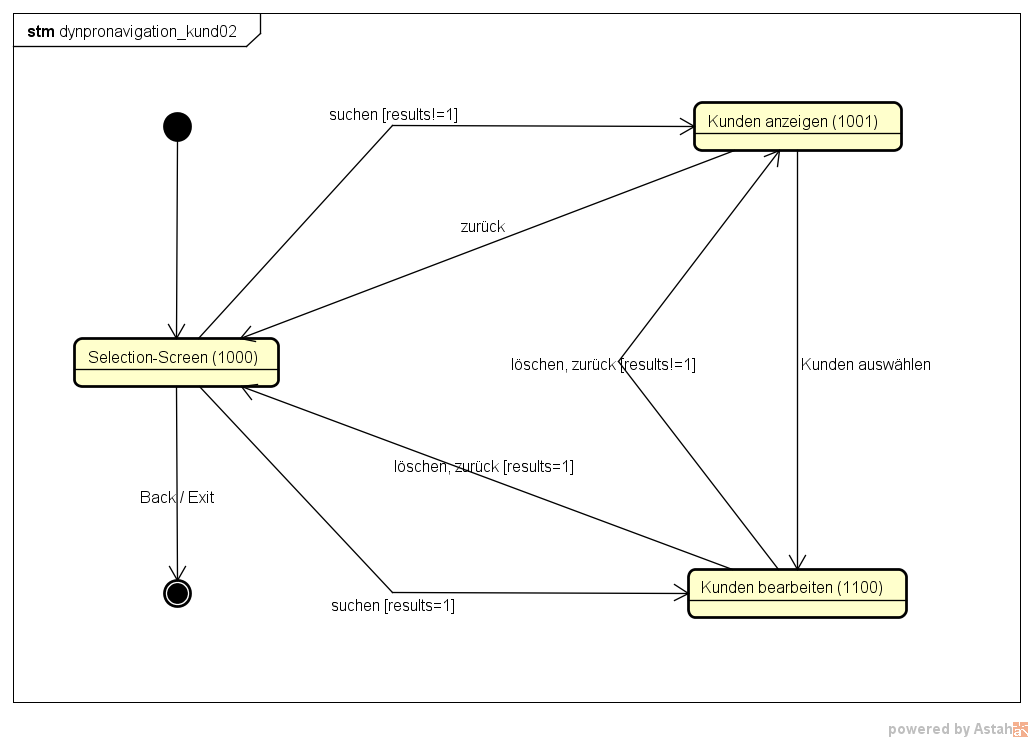 stm dynpronavigation_kund02
suchen [results!=1]
Kunden anzeigen (1001)
zurück
Selection-Screen (1000)
löschen, zurück [results!=1]
Kunden auswählen
löschen, zurück [results=1]
Back / Exit
Kunden bearbeiten (1100)
suchen [results=1]
powered by Astah